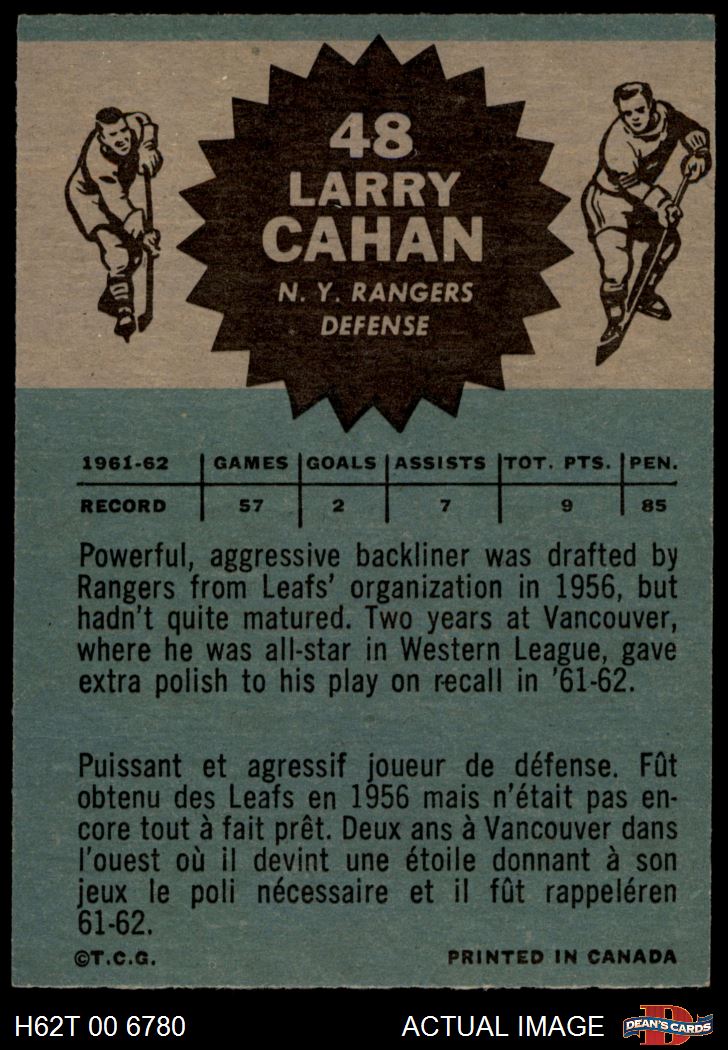 48
LARRY
CAHAN
N. Y. RANGERS
DEFENSE
1961-62 GAMES GOALS ASSISTS TOT. PTS. PEN.
RECORD 57 2 7 9 85
Powerful, aggressive backliner was drafted by
Rangers from Leafs' organization in 1956, but
hadn't quite matured. Two years at Vancouver,
where he was all-star in Western League, gave
extra polish to his play on recall in '61-62.
Puissant et agressif joueur de défense. Fût
obtenu des Leafs en 1956 mais n'était pas en-
core tout à fait prêt. Deux ans à Vancouver dans
l'ouest où il devint une étoile donnant à son
jeux le poli nécessaire et il fût rappeléren
61-62.
©T.C.G. PRINTED IN CANADA
H62T 00 6780 ACTUAL IMAGE D DEAN'S CARDS